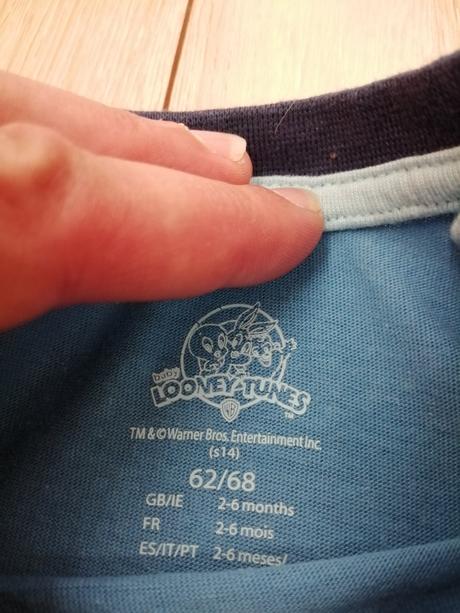 baby
LOONEY TUNES
TM
TM & © Warner Bros. Entertainment Inc.
(s14)
62/68
GB/IE 2-6 months
FR 2-6 mois
ES/IT/PT 2-6 meses/